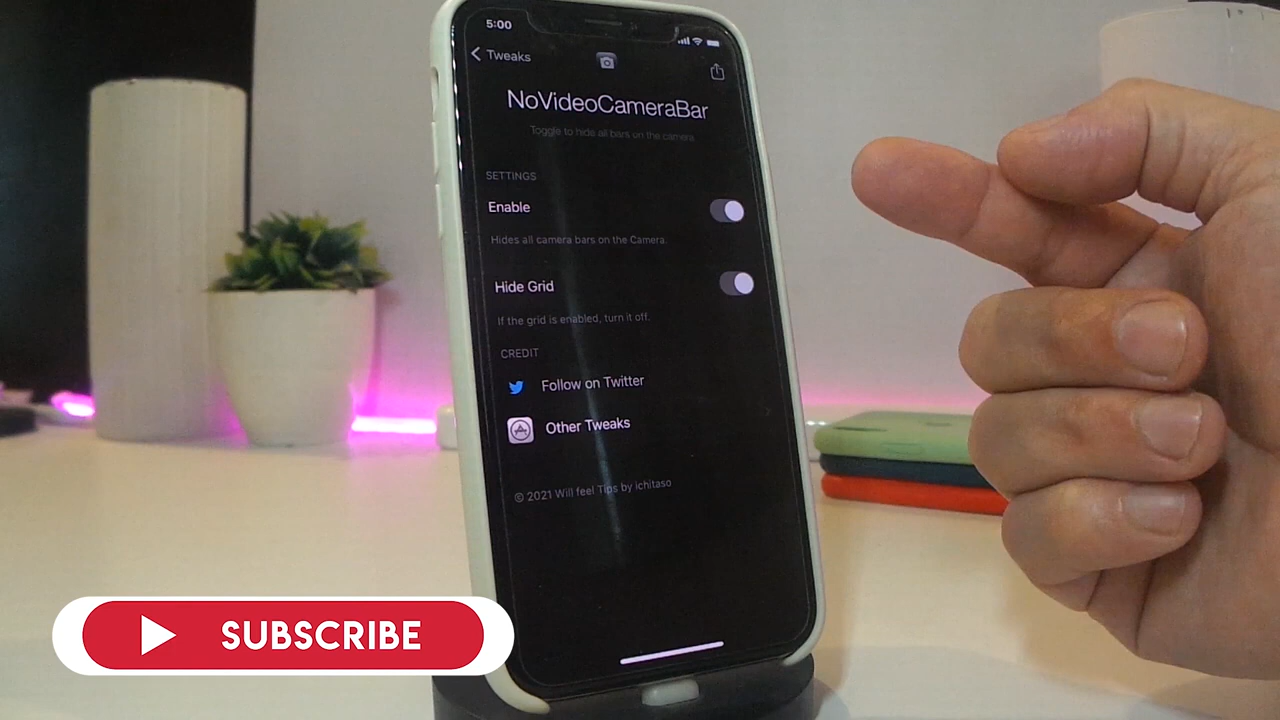 5:00
Tweaks
NoVideoCameraBar
Toggle to hide all bars on the camera
SETTINGS
Enable
Hides all camera bars on the Camera.
Hide Grid
If the grid is enabled, turn it off.
CREDIT
Follow on Twitter
Other Tweaks
© 2021 Will feel Tips by ichitaso
SUBSCRIBE